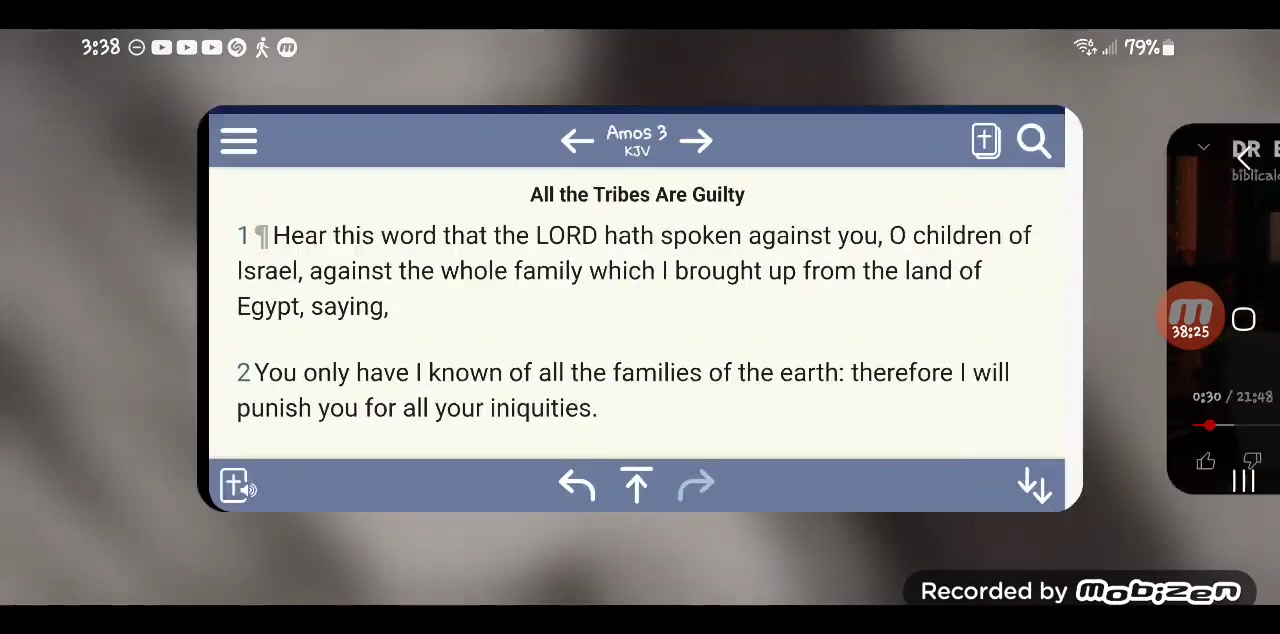 3:38
79%
Amos 3
KJV
DR
biblical
All the Tribes Are Guilty
1 ¶ Hear this word that the LORD hath spoken against you, O children of
Israel, against the whole family which I brought up from the land of
Egypt, saying,
38:25
2 You only have I known of all the families of the earth: therefore I will
punish you for all your iniquities.
0:30 / 21:48
Recorded by mobizen